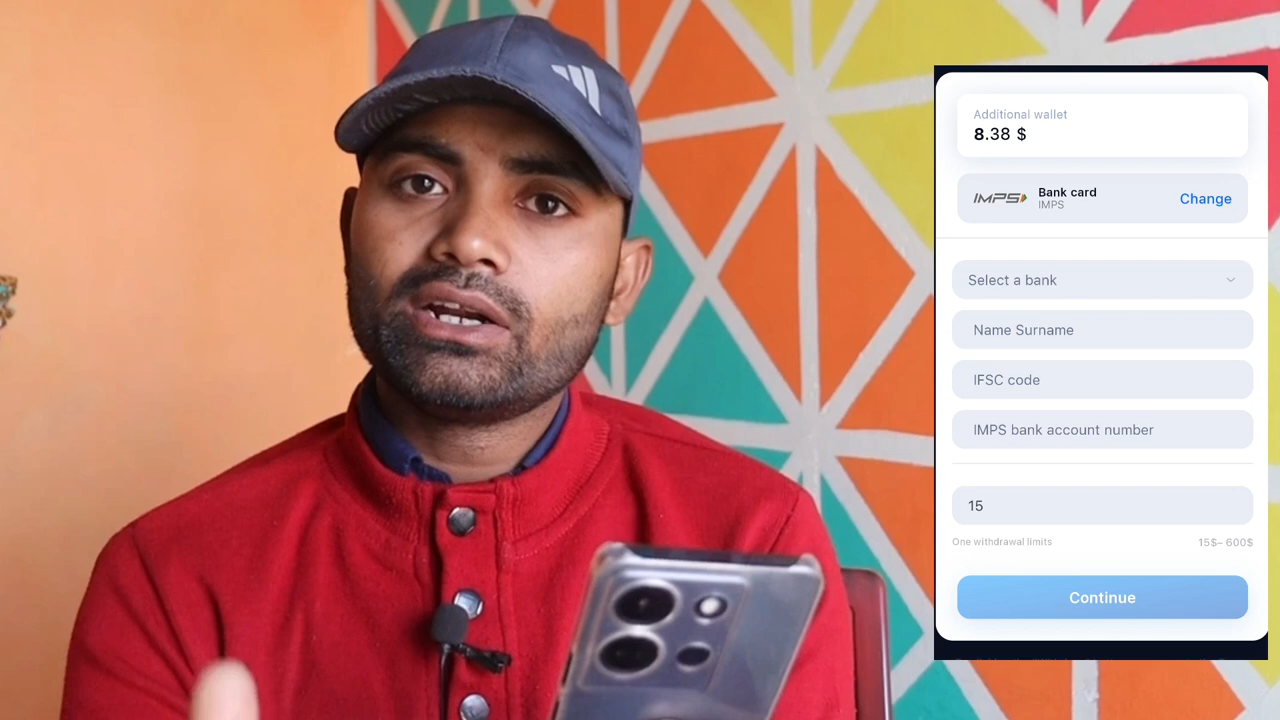 Additional wallet
8.38 $
IMPS
Bank card
IMPS
Change
Select a bank
Name Surname
IFSC code
IMPS bank account number
15
One withdrawal limits
15$– 600$
Continue